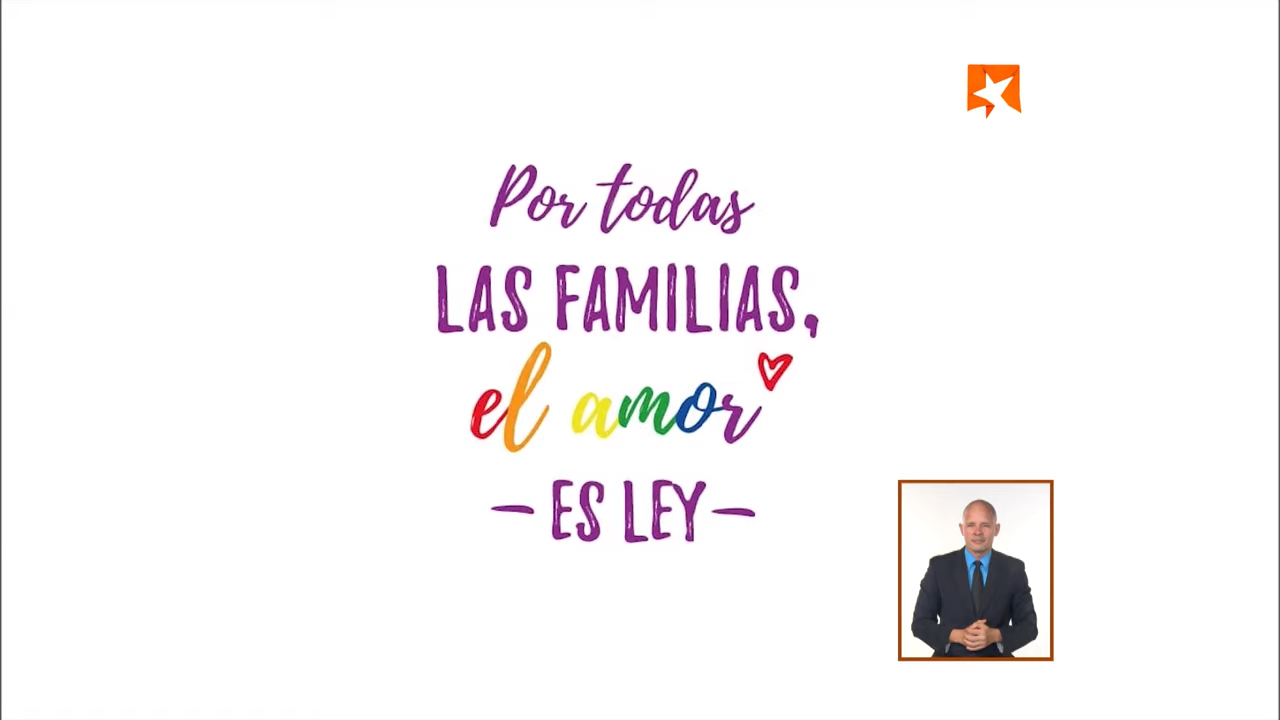 Por todas
LAS FAMILIAS,
el amor
– ES LEY –